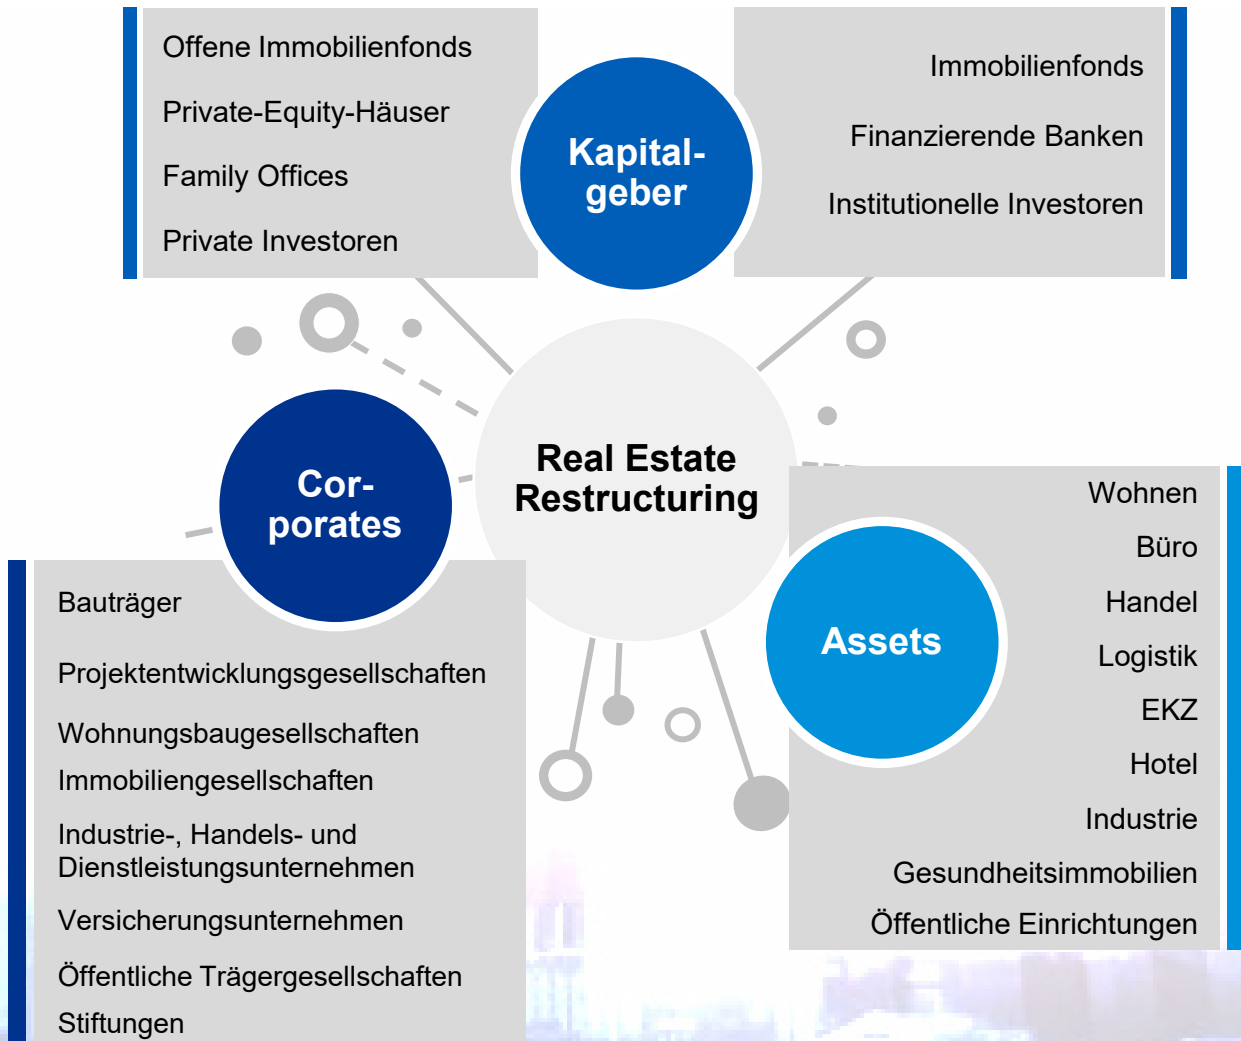 Offene Immobilienfonds
Private-Equity-Häuser
Family Offices
Private Investoren
Kapital-
geber
Immobilienfonds
Finanzierende Banken
Institutionelle Investoren
Real Estate
Restructuring
Cor-
porates
Bauträger
Projektentwicklungsgesellschaften
Wohnungsbaugesellschaften
Immobiliengesellschaften
Industrie-, Handels- und
Dienstleistungsunternehmen
Versicherungsunternehmen
Öffentliche Trägergesellschaften
Stiftungen
Assets
Wohnen
Büro
Handel
Logistik
EKZ
Hotel
Industrie
Gesundheitsimmobilien
Öffentliche Einrichtungen